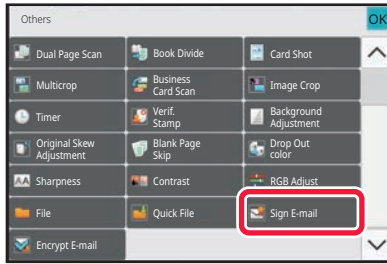 Others
OK
Dual Page Scan
Book Divide
Card Shot
Multicrop
Business
Card Scan
Image Crop
Timer
Verif.
Stamp
Background
Adjustment
Original Skew
Adjustment
Blank Page
Skip
Drop Out
color
AA Sharpness
Contrast
RGB Adjust
File
Quick File
Sign E-mail
Encrypt E-mail